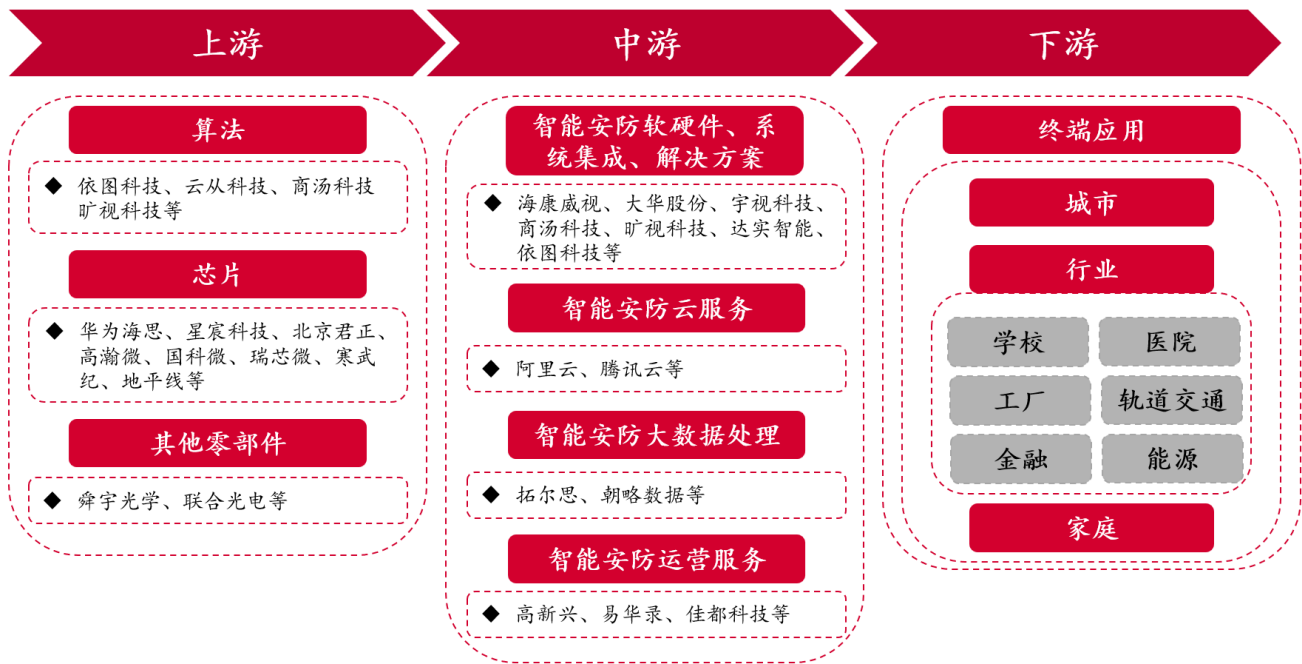 上游
中游
下游
算法
依图科技、云从科技、商汤科技
旷视科技等
芯片
华为海思、星宸科技、北京君正、
高瀚微、国科微、瑞芯微、寒武
纪、地平线等
其他零部件
舜宇光学、联合光电等
智能安防软硬件、系
统集成、解决方案
海康威视、大华股份、宇视科技、
商汤科技、旷视科技、达实智能、
依图科技等
智能安防云服务
阿里云、腾讯云等
智能安防大数据处理
拓尔思、朝略数据等
智能安防运营服务
高新兴、易华录、佳都科技等
终端应用
城市
行业
学校
医院
工厂
轨道交通
金融
能源
家庭